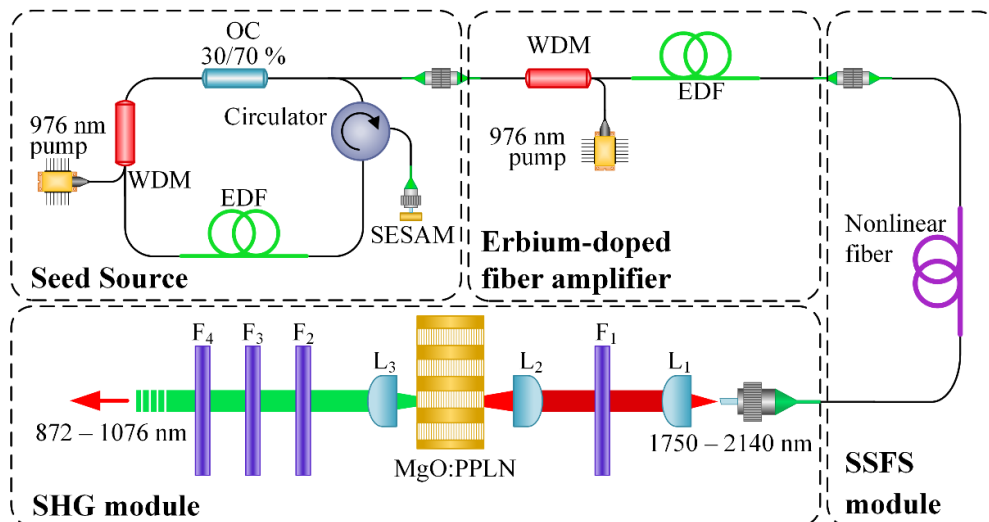 OC
30/70 %
Circulator
976 nm
pump
WDM
EDF
SESAM
Seed Source
WDM
EDF
976 nm
pump
Erbium-doped
fiber amplifier
Nonlinear
fiber
SSFS
module
F4
F3
F2
L3
L2
F1
L1
872 – 1076 nm
MgO:PPLN
1750 – 2140 nm
SHG module